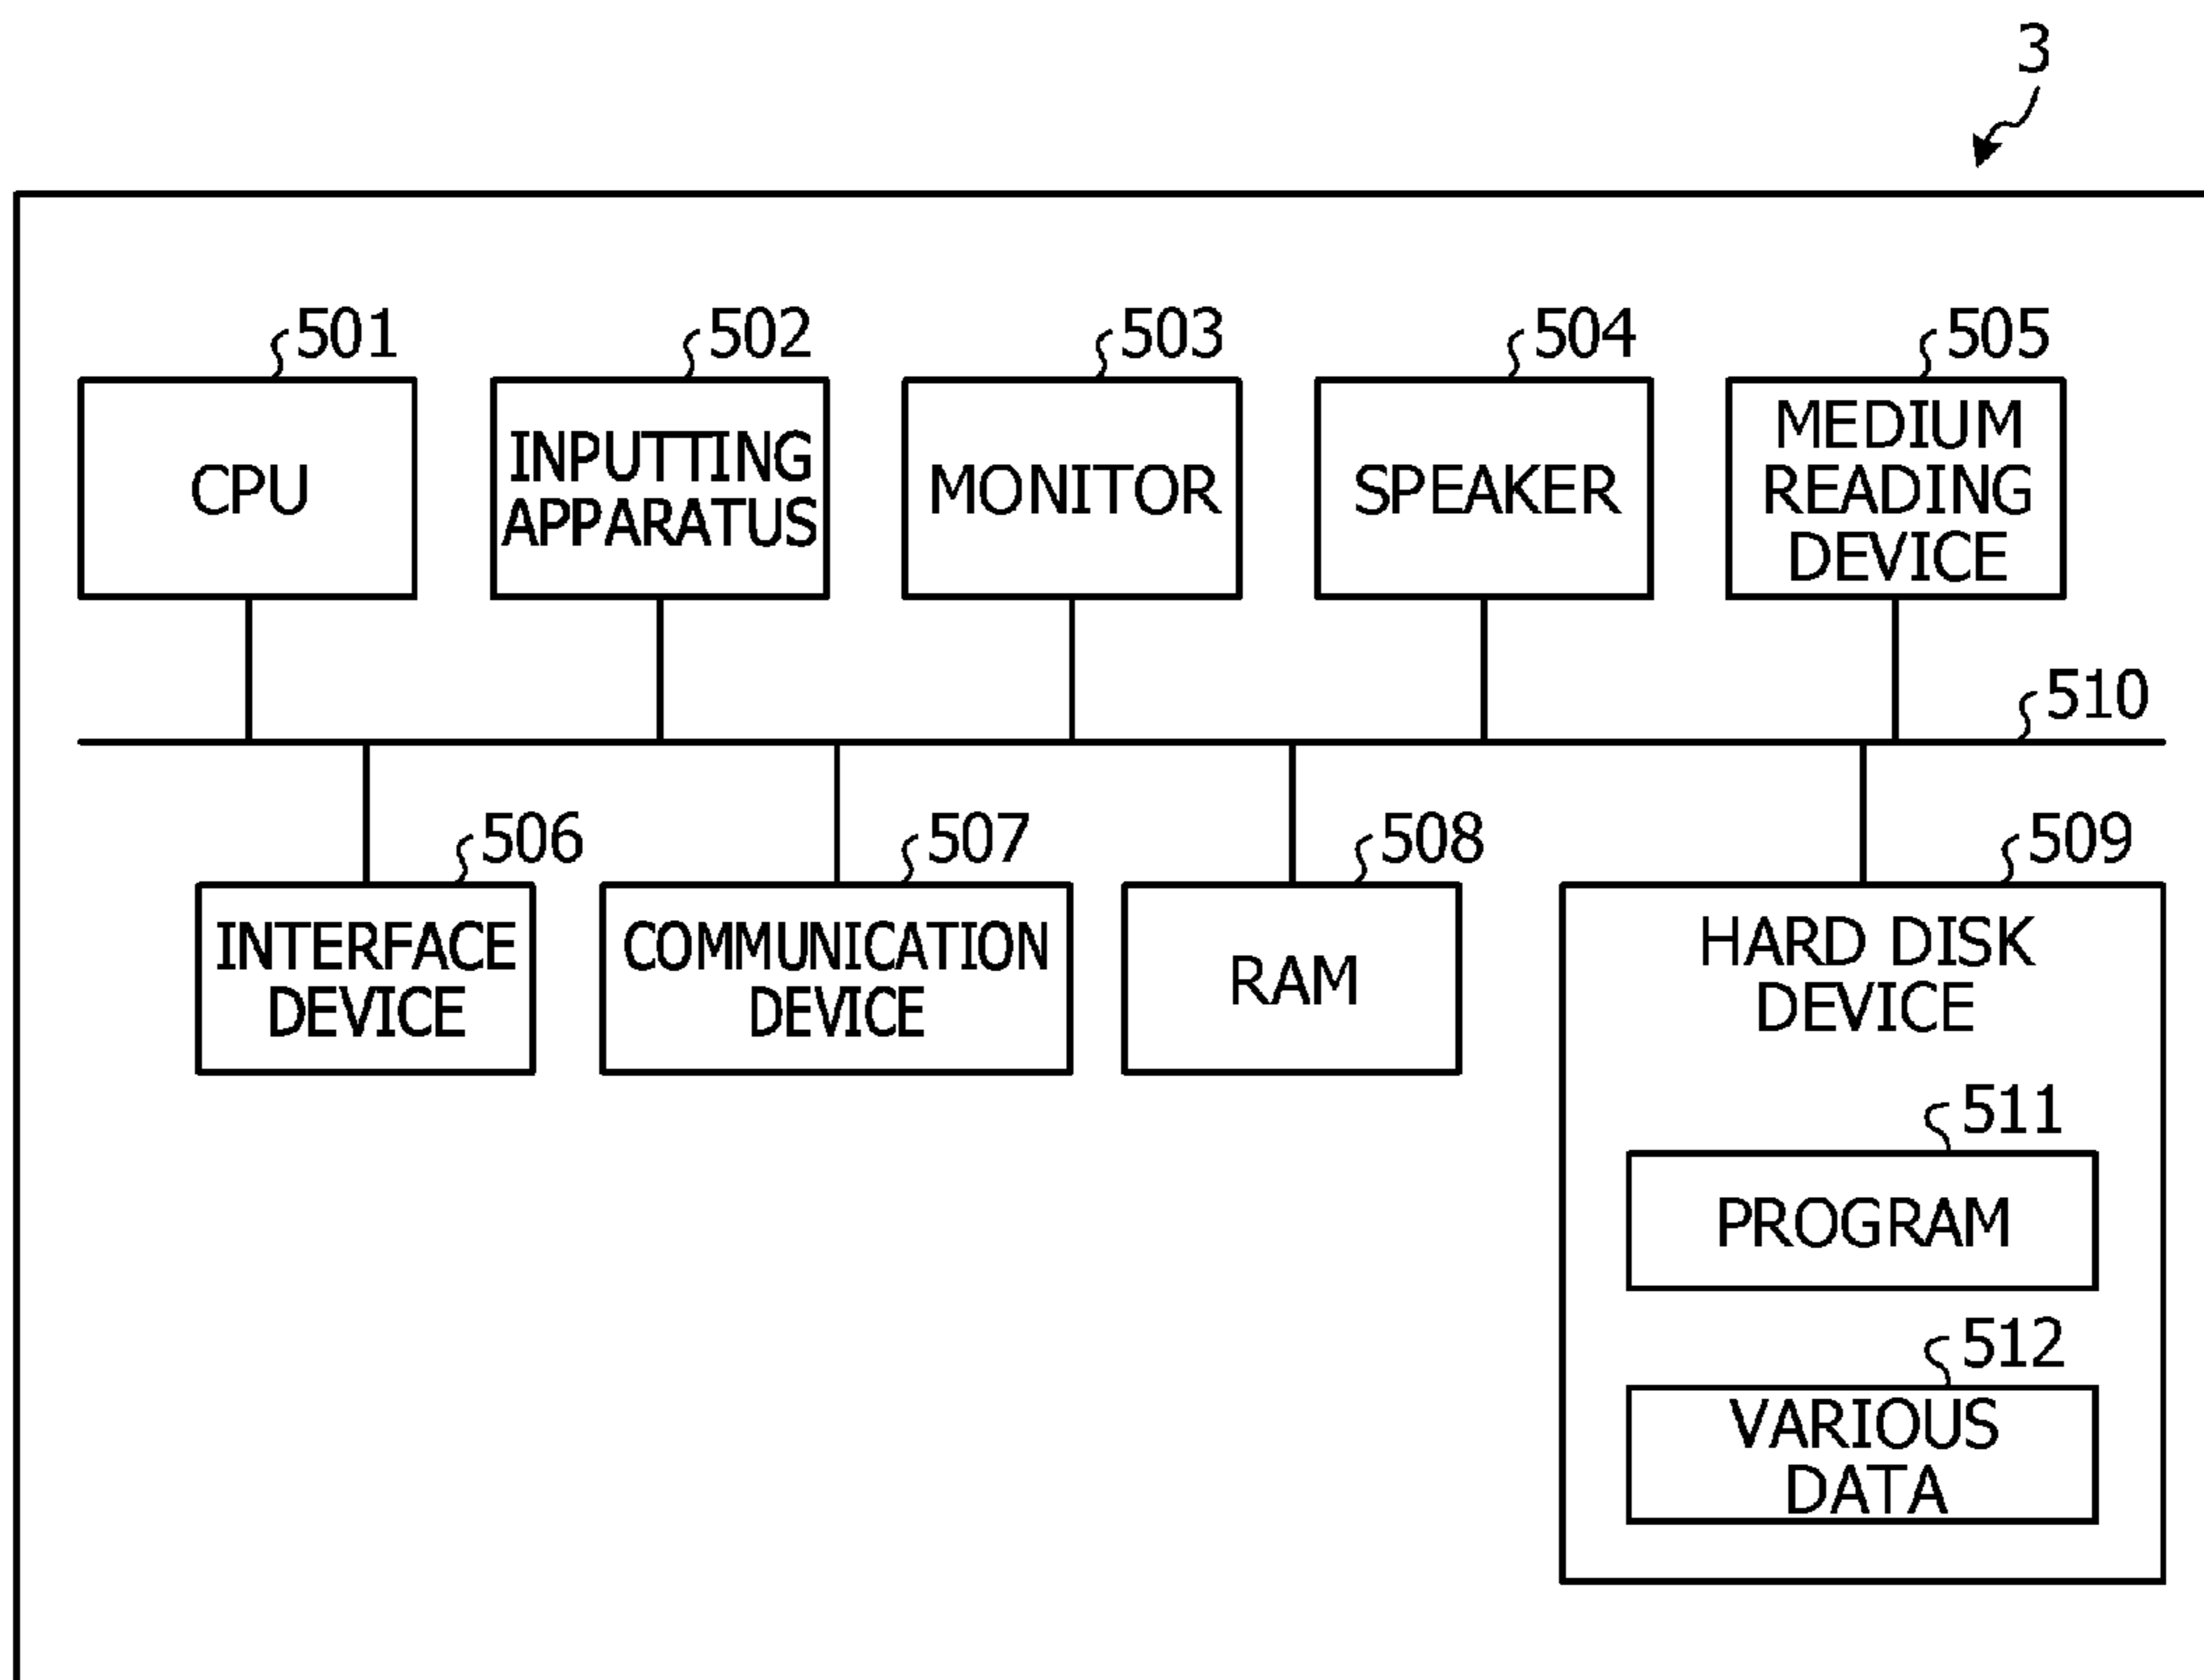 3
501
502
503
504
505
CPU
INPUTTING
APPARATUS
MONITOR
SPEAKER
MEDIUM
READING
DEVICE
510
506
507
508
509
INTERFACE
DEVICE
COMMUNICATION
DEVICE
RAM
HARD DISK
DEVICE
511
PROGRAM
512
VARIOUS
DATA